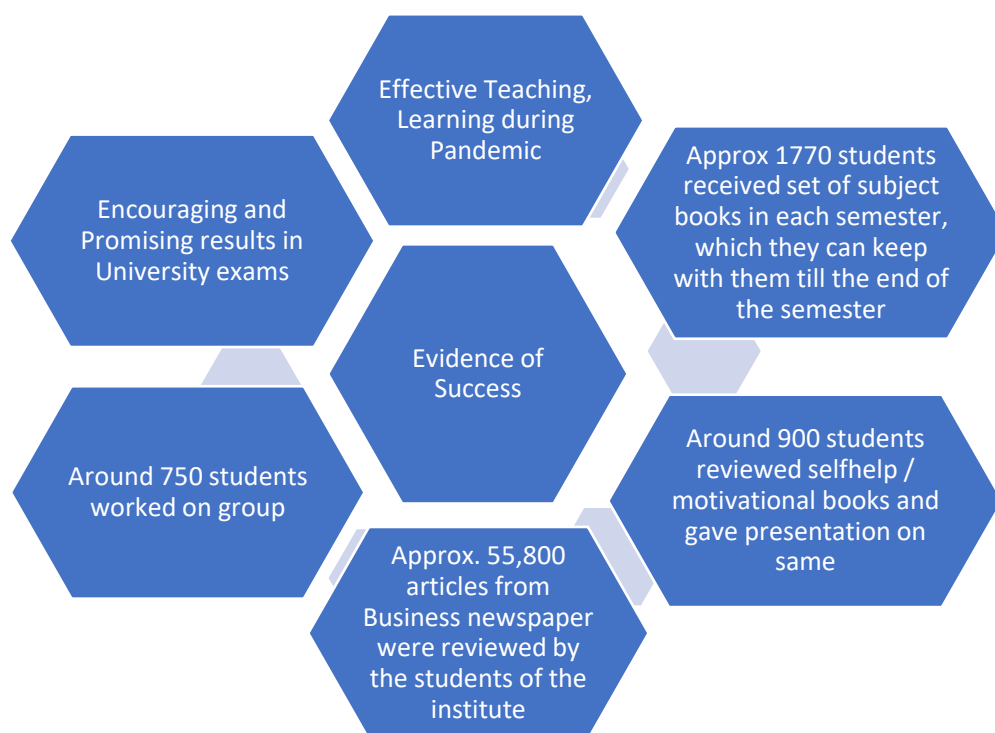 Effective Teaching,
Learning during
Pandemic
Approx 1770 students
received set of subject
books in each semester,
which they can keep
with them till the end of
the semester
Encouraging and
Promising results in
University exams
Evidence of
Success
Around 900 students
reviewed selfhelp /
motivational books and
gave presentation on
same
Around 750 students
worked on group
Approx. 55,800
articles from
Business newspaper
were reviewed by
the students of the
institute